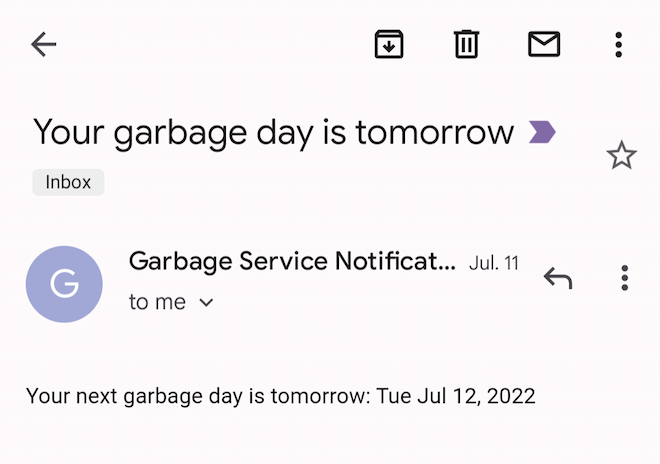 Your garbage day is tomorrow
Inbox
G
Garbage Service Notificat... Jul. 11
to me
Your next garbage day is tomorrow: Tue Jul 12, 2022